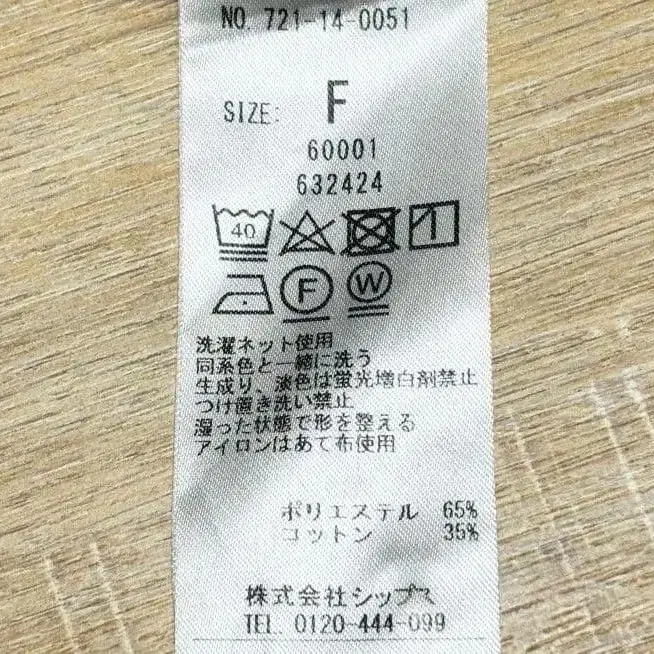 NO. 721-14-0051
SIZE: F
60001
632424
40
F W
洗濯ネット使用
同系色と一緒に洗う
生成り、淡色は蛍光増白剤禁止
つけ置き洗い禁止
湿った状態で形を整える
アイロンはあて布使用
ポリエステル 65%
コットン 35%
株式会社シップス
TEL. 0120-444-099